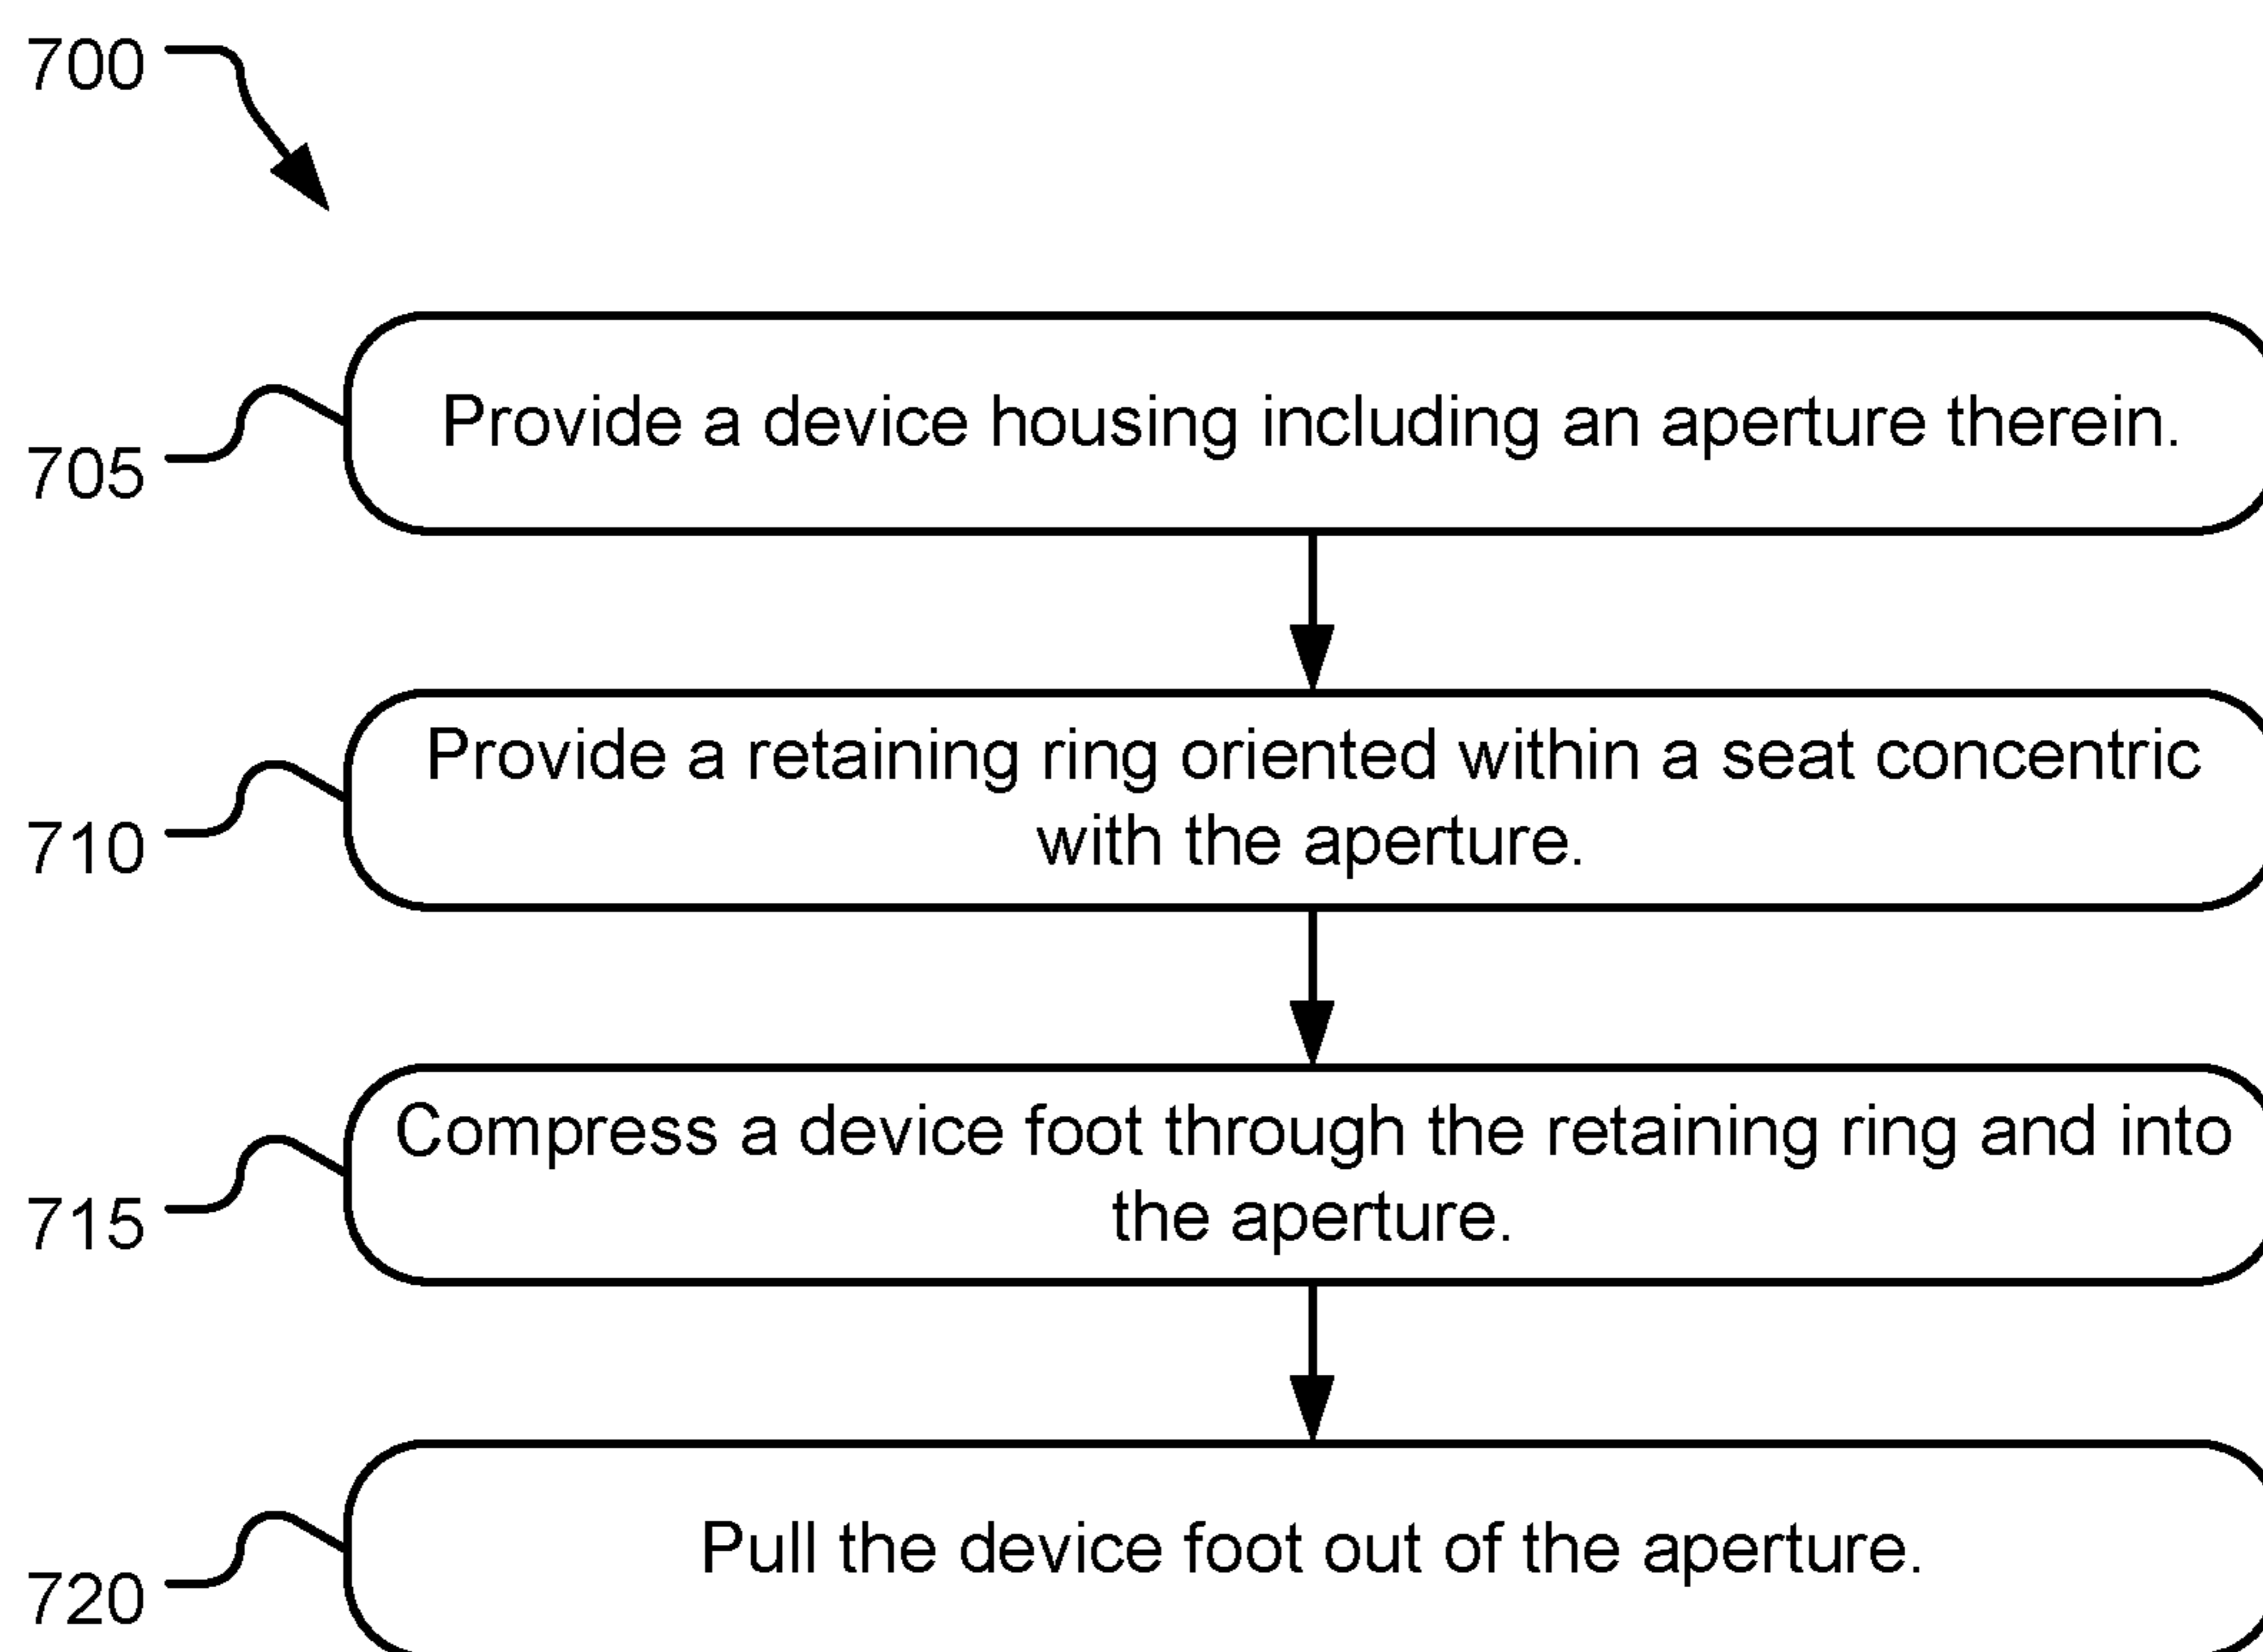 700
705
Provide a device housing including an aperture therein.
710
Provide a retaining ring oriented within a seat concentric
with the aperture.
715
Compress a device foot through the retaining ring and into
the aperture.
720
Pull the device foot out of the aperture.